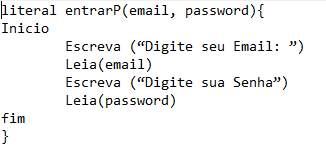 literal entrarP(email, password){
Inicio
Escreva (“Digite seu Email: ”)
Leia(email)
Escreva (“Digite sua Senha”)
Leia(password)
fim
}